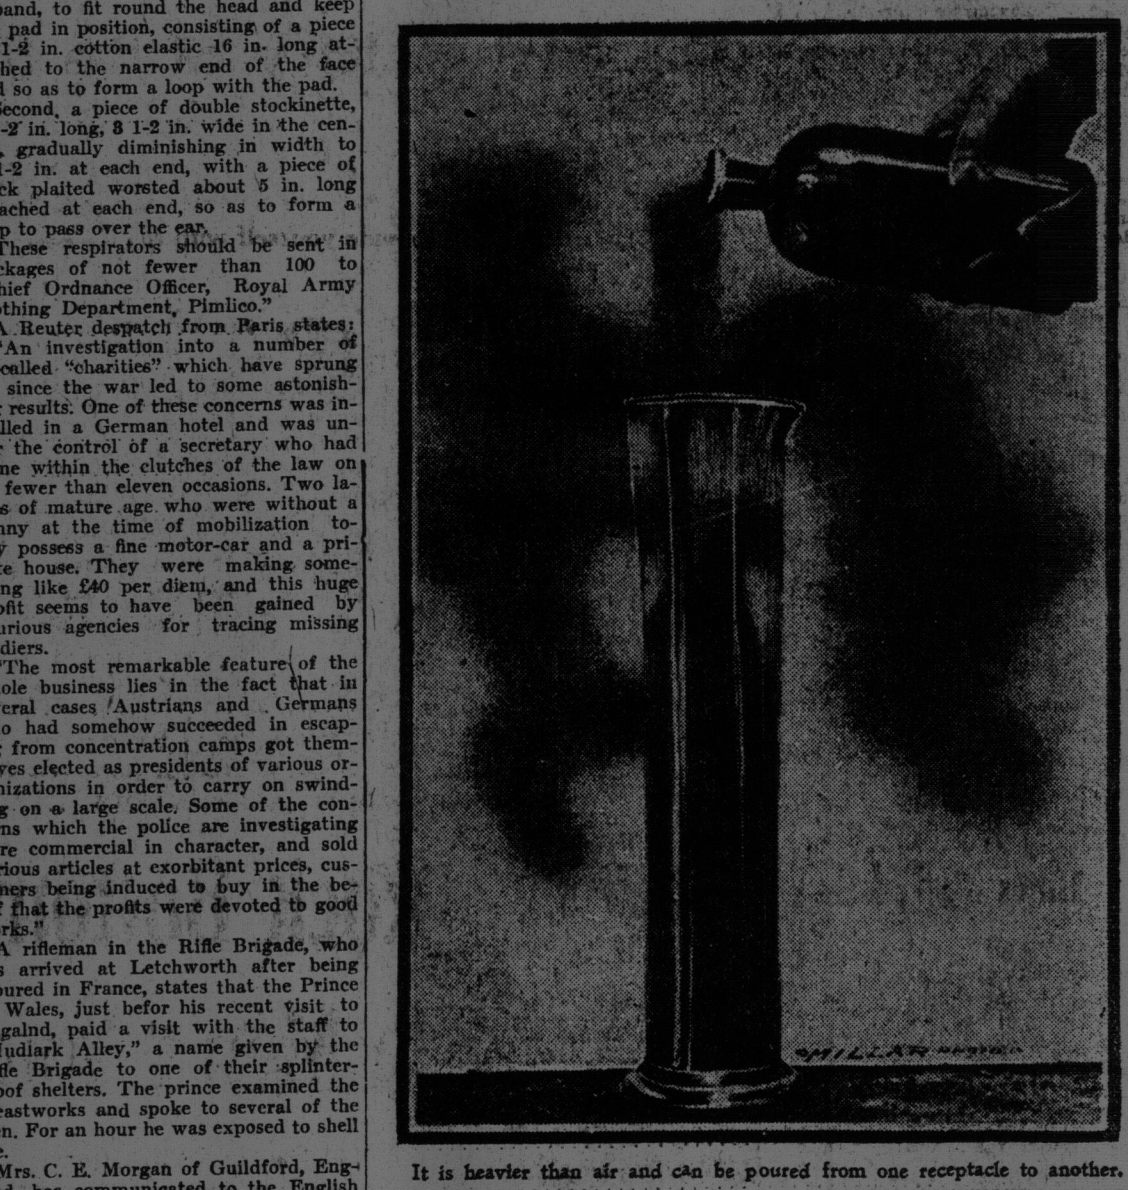 band, to fit round the head and keep
pad in position, consisting of a piece
1-2 in. cotton elastic 16 in. long at-
hed to the narrow end of the face
so as to form a loop with the pad.
Second, a piece of double stockinette,
-2 in. long, 8 1-2 in. wide in the cen-
gradually diminishing in width to
1-2 in. at each end, with a piece of
ck plaited worsted about 5 in. long
ached at each end, so as to form a
p to pass over the ear.
These respirators should be sent in
ckages of not fewer than 100 to
hief Ordnance Officer, Royal Army
othing Department, Pimlico."
A Reuter despatch from Paris states:
"An investigation into a number of
called "charities" which have sprung
since the war led to some astonish-
results. One of these concerns was in-
lled in a German hotel and was un-
the control of a secretary who had
me within the clutches of the law on
fewer than eleven occasions. Two la-
s of mature age who were without a
nny at the time of mobilization to-
y possess a fine motor-car and a pri-
te house. They were making some-
ng like £40 per diem, and this huge
ofit seems to have been gained by
urious agencies for tracing missing
diers.
"The most remarkable feature of the
ole business lies in the fact that in
eral cases Austrians and Germans
o had somehow succeeded in escap-
from concentration camps got them-
ves elected as presidents of various or-
nizations in order to carry on swind-
g on a large scale. Some of the con-
ns which the police are investigating
re commercial in character, and sold
rious articles at exorbitant prices, cus-
mers being induced to buy in the be-
f that the profits were devoted to good
rks."
A rifleman in the Rifle Brigade, who
s arrived at Letchworth after being
oured in France, states that the Prince
Wales, just befor his recent visit to
galnd, paid a visit with the staff to
udiark Alley," a name given by the
fle Brigade to one of their splinter-
oof shelters. The prince examined the
eastworks and spoke to several of the
n. For an hour he was exposed to shell
e.
Mrs. C. E. Morgan of Guildford, Eng-
d has communicated to the English
MILLAR
It is heavier than air and can be poured from one receptacle to another.